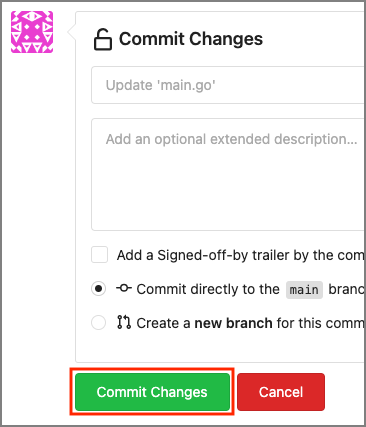 Commit Changes
Update 'main.go'
Add an optional extended description...
Add a Signed-off-by trailer by the com
Commit directly to the main branc
Create a new branch for this comm
Commit Changes
Cancel